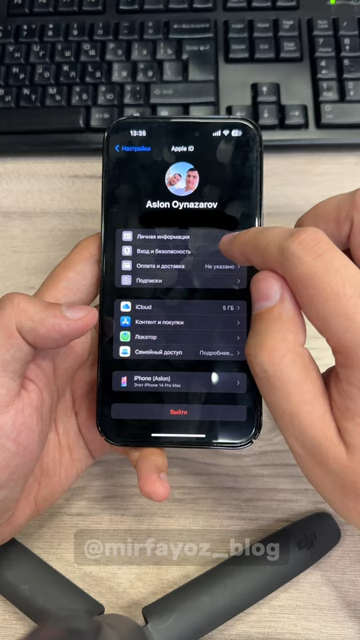 13:35
Настройки
Apple ID
Aslon Oynazarov
Личная информация
Вход и безопасность
Оплата и доставка Не указано
Подписки
iCloud 5 ГБ
Контент и покупки
Локатор
Семейный доступ Подробнее...
iPhone (Aslon)
Этот iPhone 14 Pro Max
Выйти
@mirfayoz_blog
dji